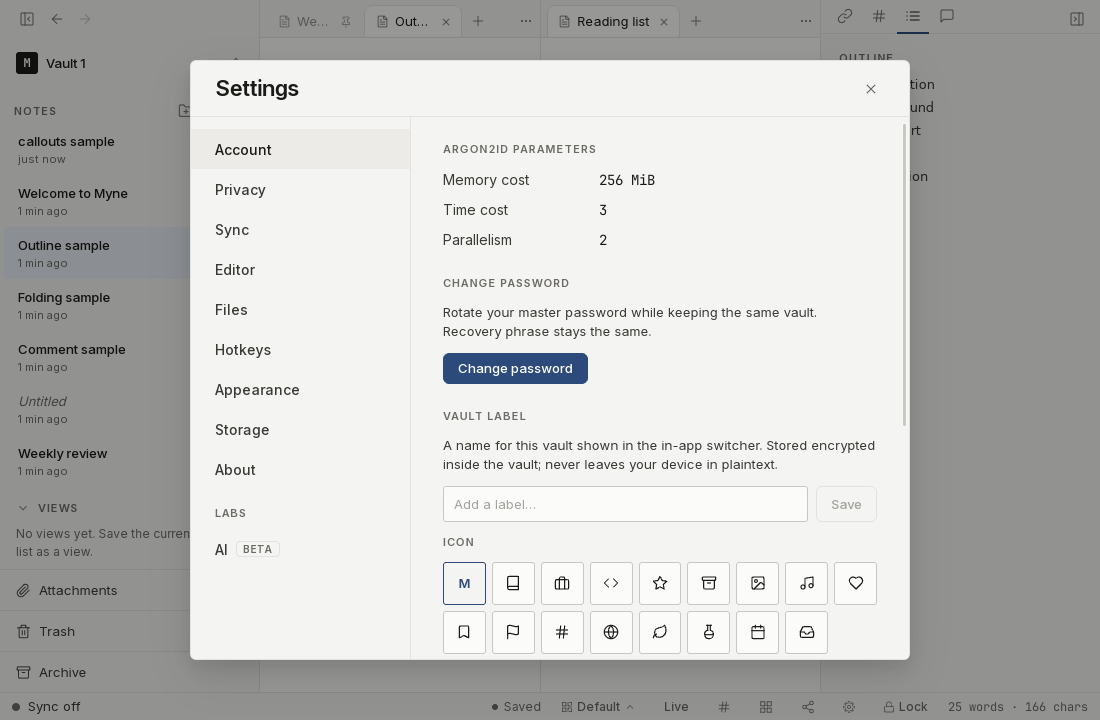 We...
Out...
Reading list
M
Vault 1
NOTES
callouts sample
just now
Welcome to Myne
1 min ago
Outline sample
1 min ago
Folding sample
1 min ago
Comment sample
1 min ago
Untitled
1 min ago
Weekly review
1 min ago
VIEWS
No views yet. Save the curren
list as a view.
Attachments
Trash
Archive
Settings
Account
Privacy
Sync
Editor
Files
Hotkeys
Appearance
Storage
About
LABS
AI BETA
ARGON2ID PARAMETERS
Memory cost 256 MiB
Time cost 3
Parallelism 2
CHANGE PASSWORD
Rotate your master password while keeping the same vault.
Recovery phrase stays the same.
Change password
VAULT LABEL
A name for this vault shown in the in-app switcher. Stored encrypted
inside the vault; never leaves your device in plaintext.
Add a label...
Save
ICON
M
OUTLINE
Sync off
Saved
Default
Live
Lock
25 words · 166 chars